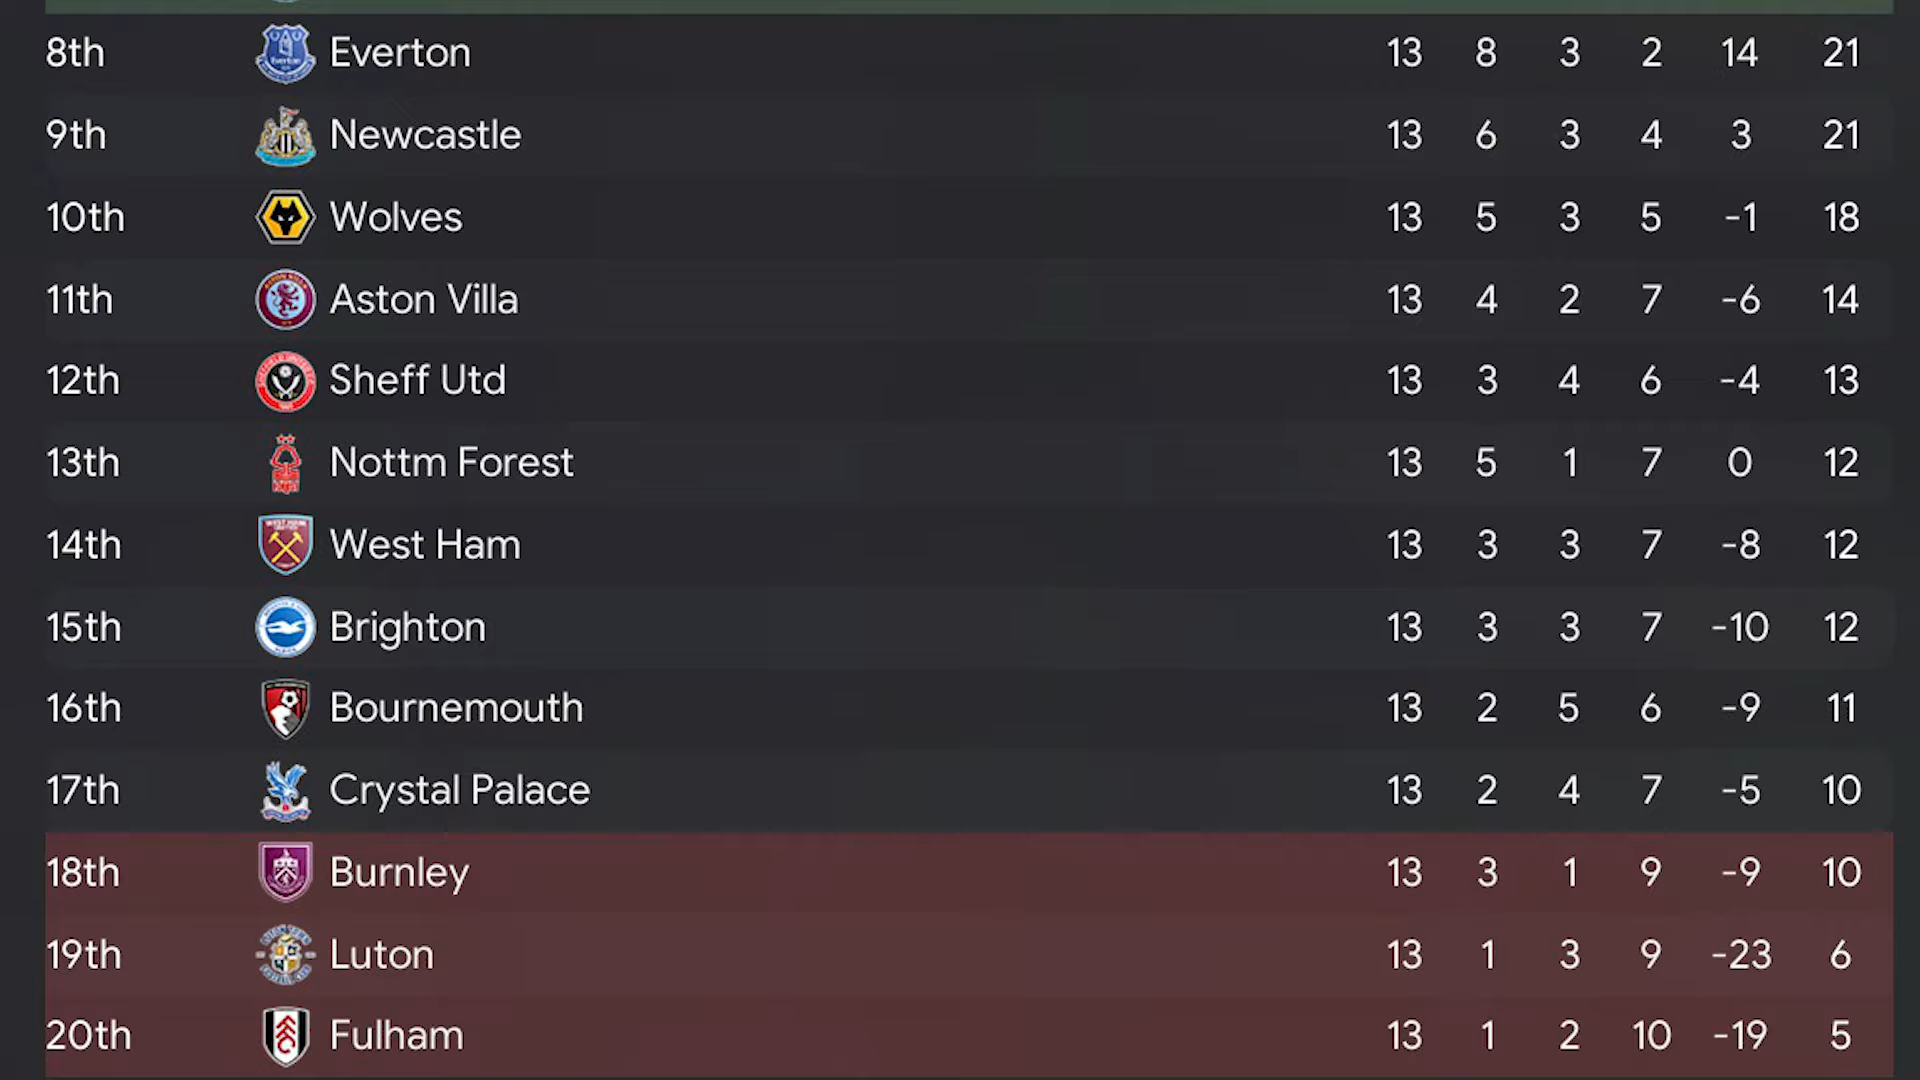 8th Everton 13 8 3 2 14 21
9th Newcastle 13 6 3 4 3 21
10th Wolves 13 5 3 5 -1 18
11th Aston Villa 13 4 2 7 -6 14
12th Sheff Utd 13 3 4 6 -4 13
13th Nottm Forest 13 5 1 7 0 12
14th West Ham 13 3 3 7 -8 12
15th Brighton 13 3 3 7 -10 12
16th Bournemouth 13 2 5 6 -9 11
17th Crystal Palace 13 2 4 7 -5 10
18th Burnley 13 3 1 9 -9 10
19th Luton 13 1 3 9 -23 6
20th Fulham 13 1 2 10 -19 5